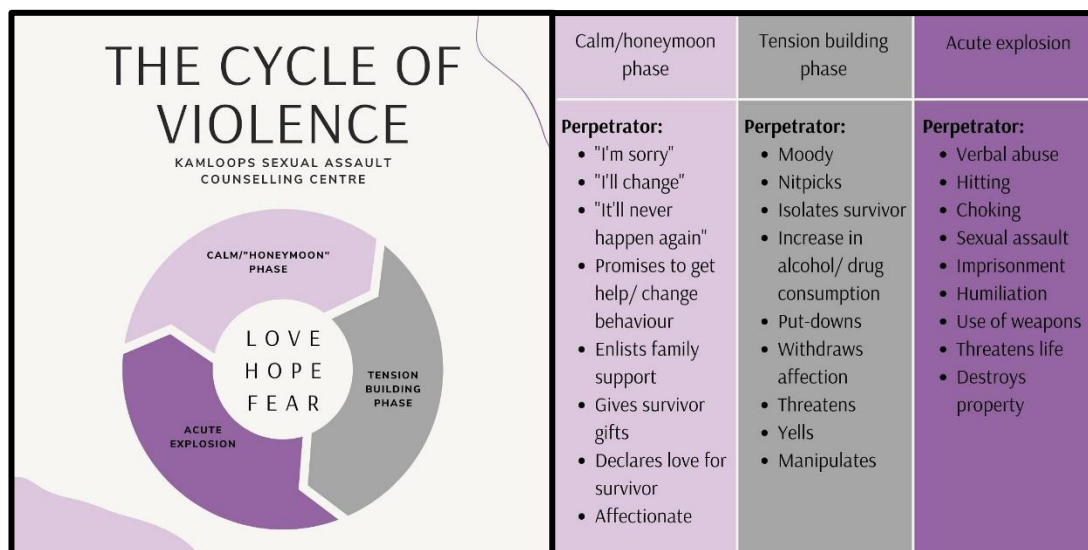 THE CYCLE OF
VIOLENCE
KAMLOOPS SEXUAL ASSAULT
COUNSELLING CENTRE
CALM/"HONEYMOON"
PHASE
LOVE
HOPE
FEAR
TENSION
BUILDING
PHASE
ACUTE
EXPLOSION
Calm/honeymoon
phase
Perpetrator:
• "I'm sorry"
• "I'll change"
• "It'll never
happen again"
• Promises to get
help/ change
behaviour
• Enlists family
support
• Gives survivor
gifts
• Declares love for
survivor
• Affectionate
Tension building
phase
Perpetrator:
• Moody
• Nitpicks
• Isolates survivor
• Increase in
alcohol/ drug
consumption
• Put-downs
• Withdraws
affection
• Threatens
• Yells
• Manipulates
Acute explosion
Perpetrator:
• Verbal abuse
• Hitting
• Choking
• Sexual assault
• Imprisonment
• Humiliation
• Use of weapons
• Threatens life
• Destroys
property